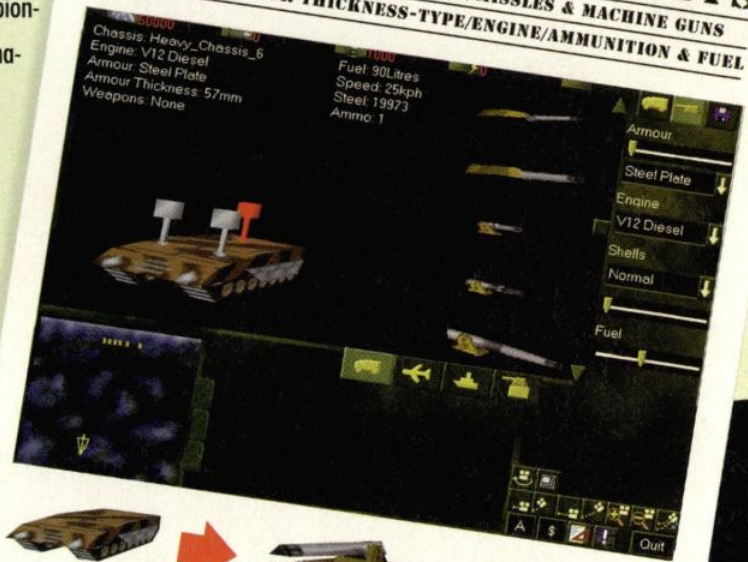 ISSLES & MACHINE GUNS
THICKNESS-TYPE/ENGINE/AMMUNITION & FUEL
Chassis: Heavy_Chassis_6
Engine: V12 Diesel
Armour: Steel Plate
Armour Thickness: 57mm
Weapons: None
Fuel: 90Litres
Speed: 25kph
Steel: 19973
Ammo: 1
Armour
Steel Plate
Engine
V12 Diesel
Shells
Normal
Fuel
A $ !
Quit